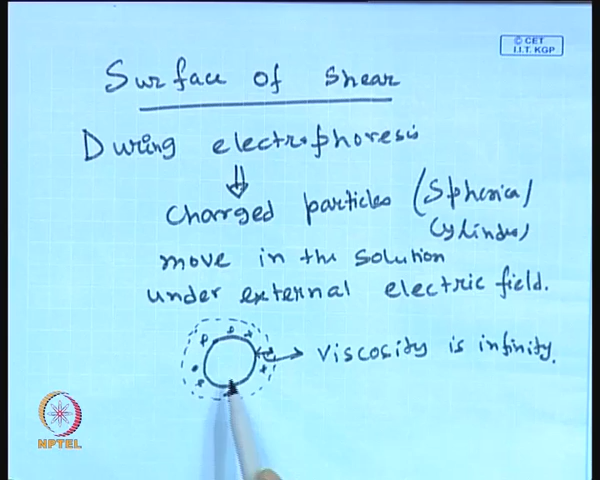 © CET
I.I.T. KGP
Surface of shear
During electrophoresis
⇓
Charged particles (Spherical/
Cylinder)
move in the solution
under external electric field.
→ Viscosity is infinity.
NPTEL